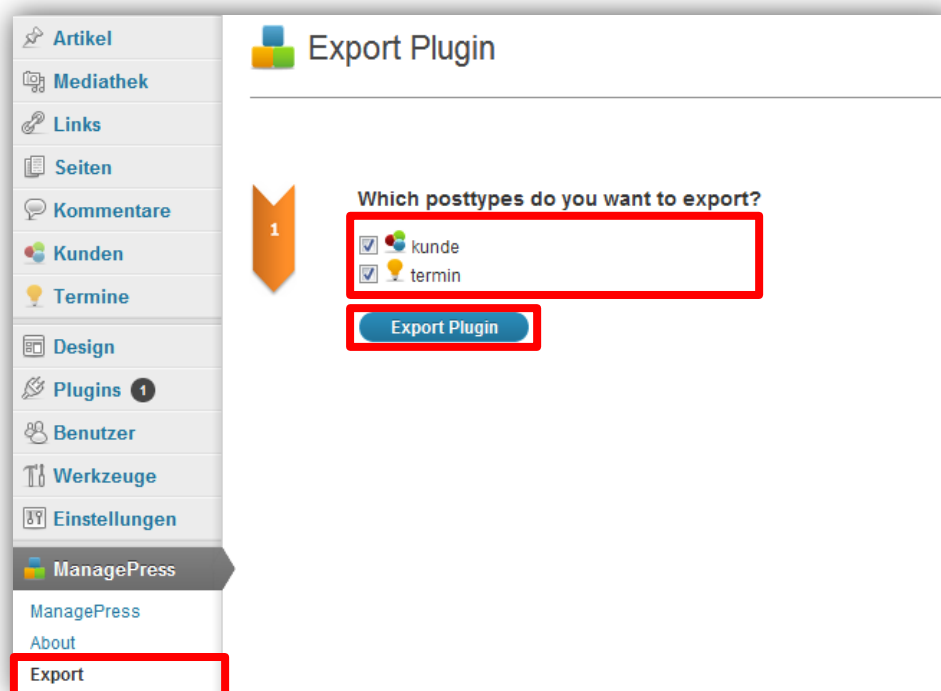 Artikel
Mediathek
Links
Seiten
Kommentare
Kunden
Termine
Design
Plugins 1
Benutzer
Werkzeuge
Einstellungen
ManagePress
ManagePress
About
Export
Export Plugin
1
Which posttypes do you want to export?
kunde
termin
Export Plugin